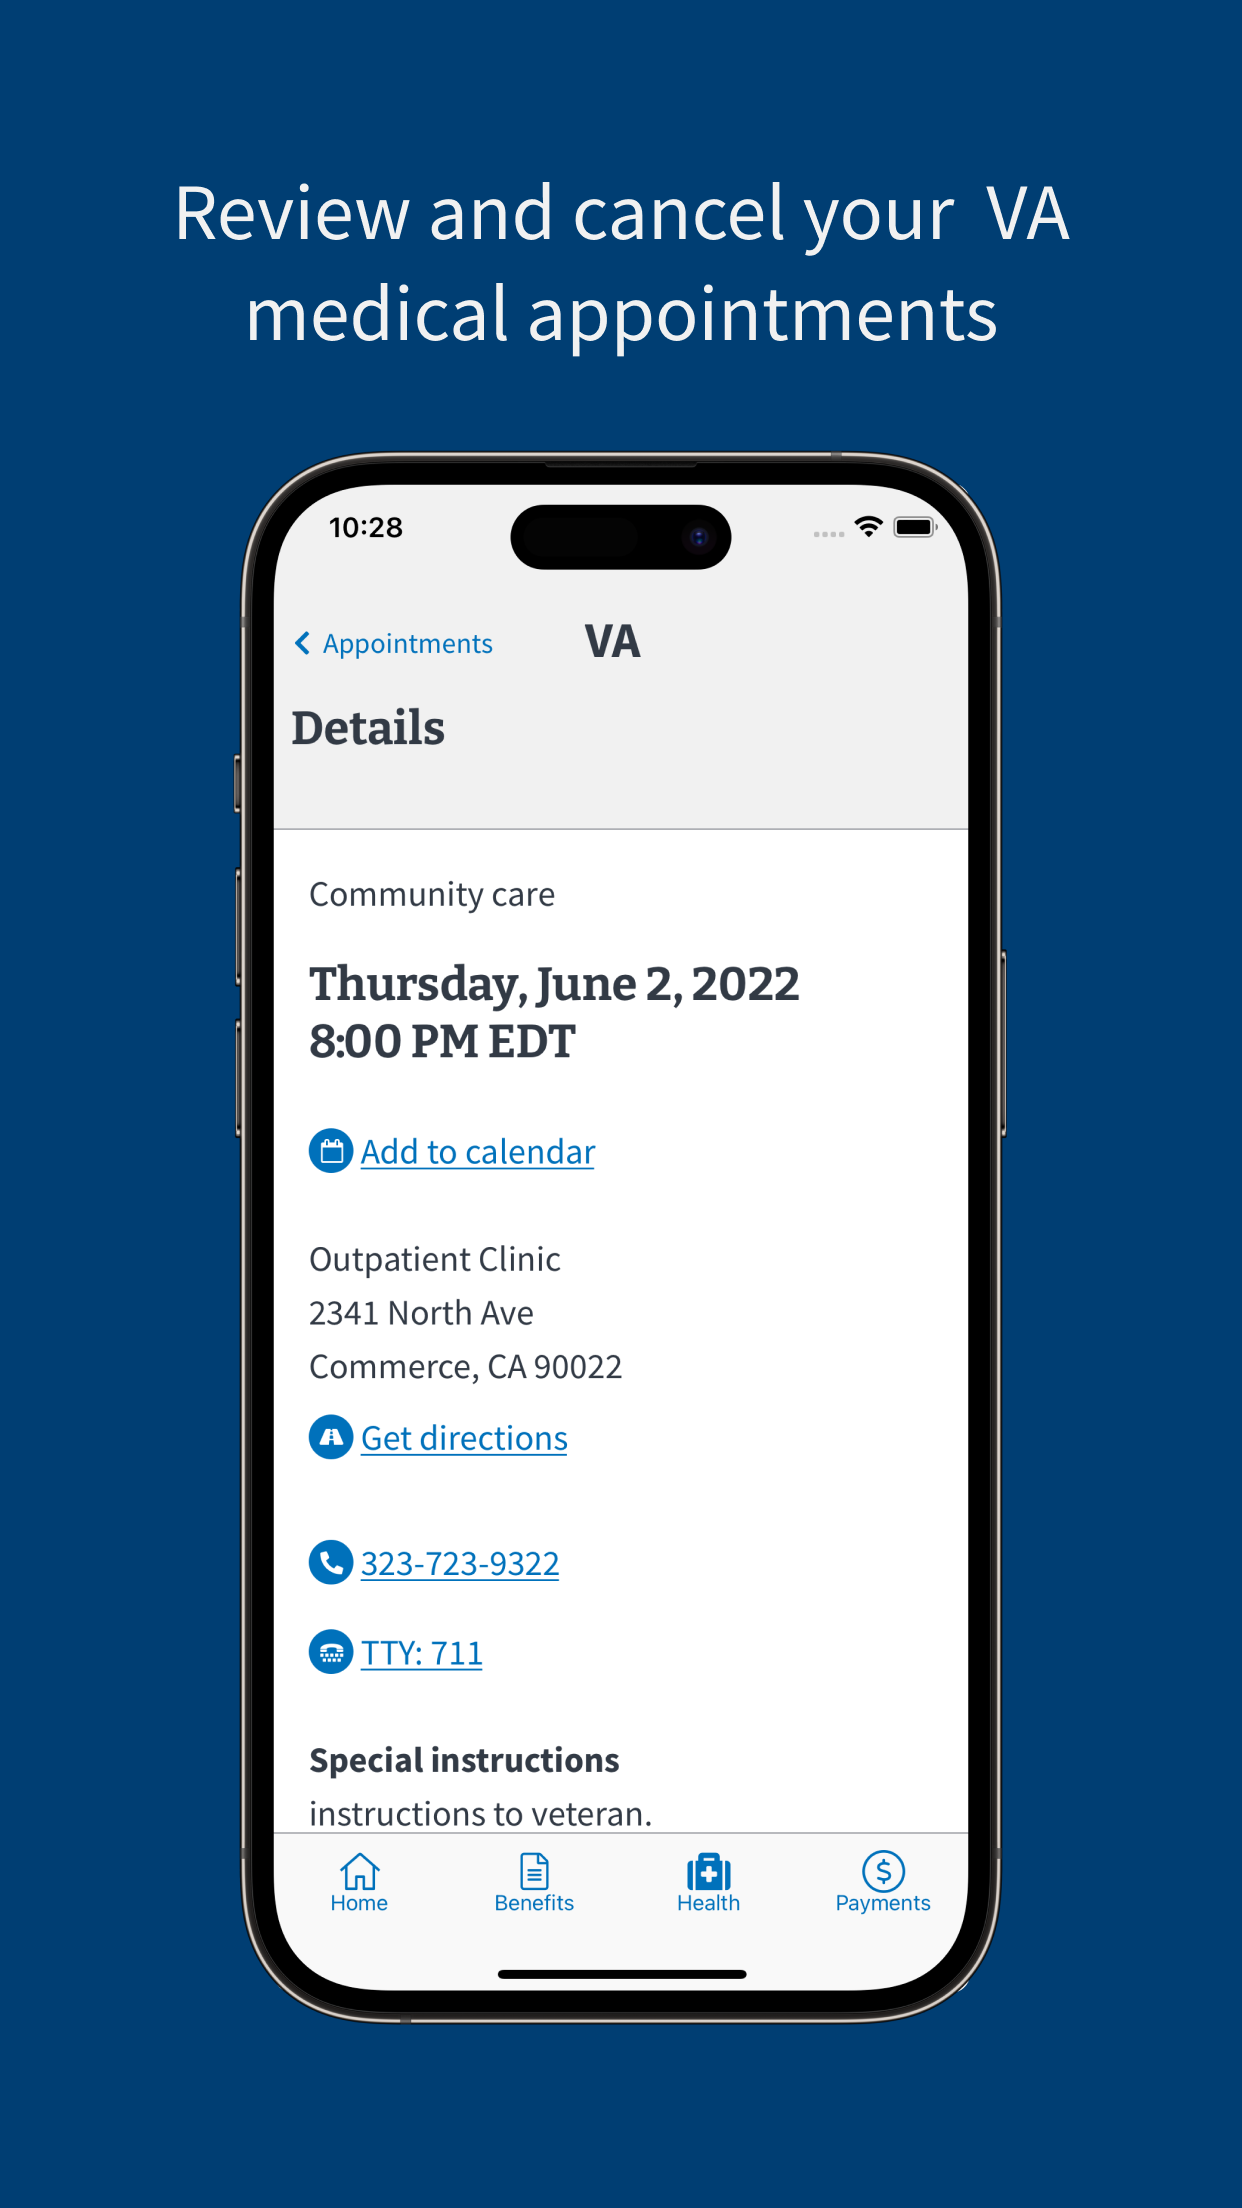 Review and cancel your  VA
medical appointments
10:28
Appointments
VA
Details
Community care
Thursday, June 2, 2022
8:00 PM EDT
Add to calendar
Outpatient Clinic
2341 North Ave
Commerce, CA 90022
Get directions
323-723-9322
TTY: 711
Special instructions
instructions to veteran.
Home
Benefits
Health
Payments